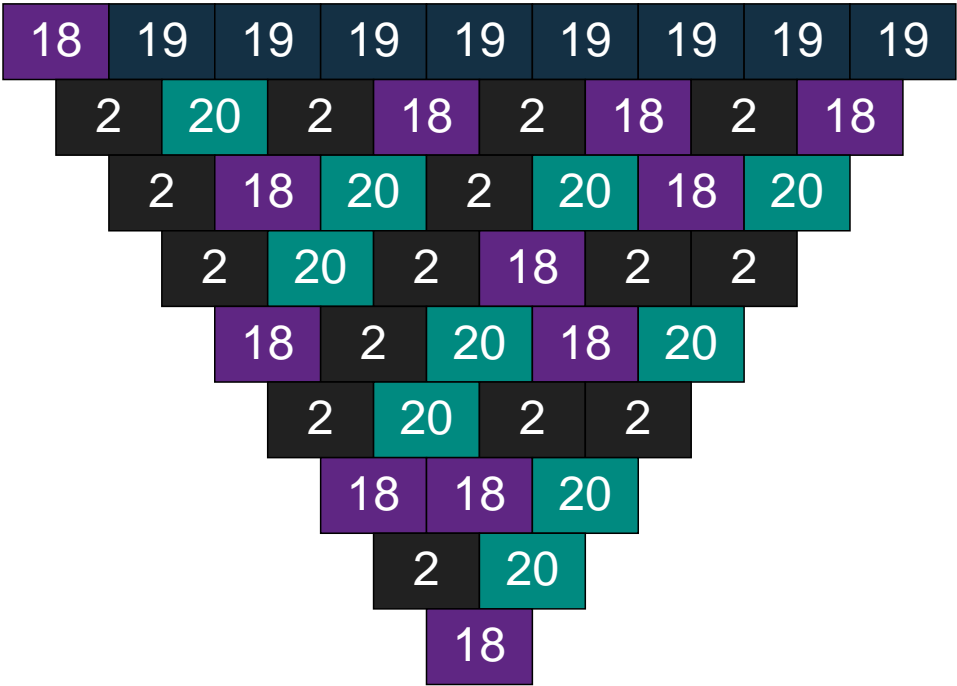 18 19 19 19 19 19 19 19 19
2 20 2 18 2 18 2 18
2 18 20 2 20 18 20
2 20 2 18 2 2
18 2 20 18 20
2 20 2 2
18 18 20
2 20
18